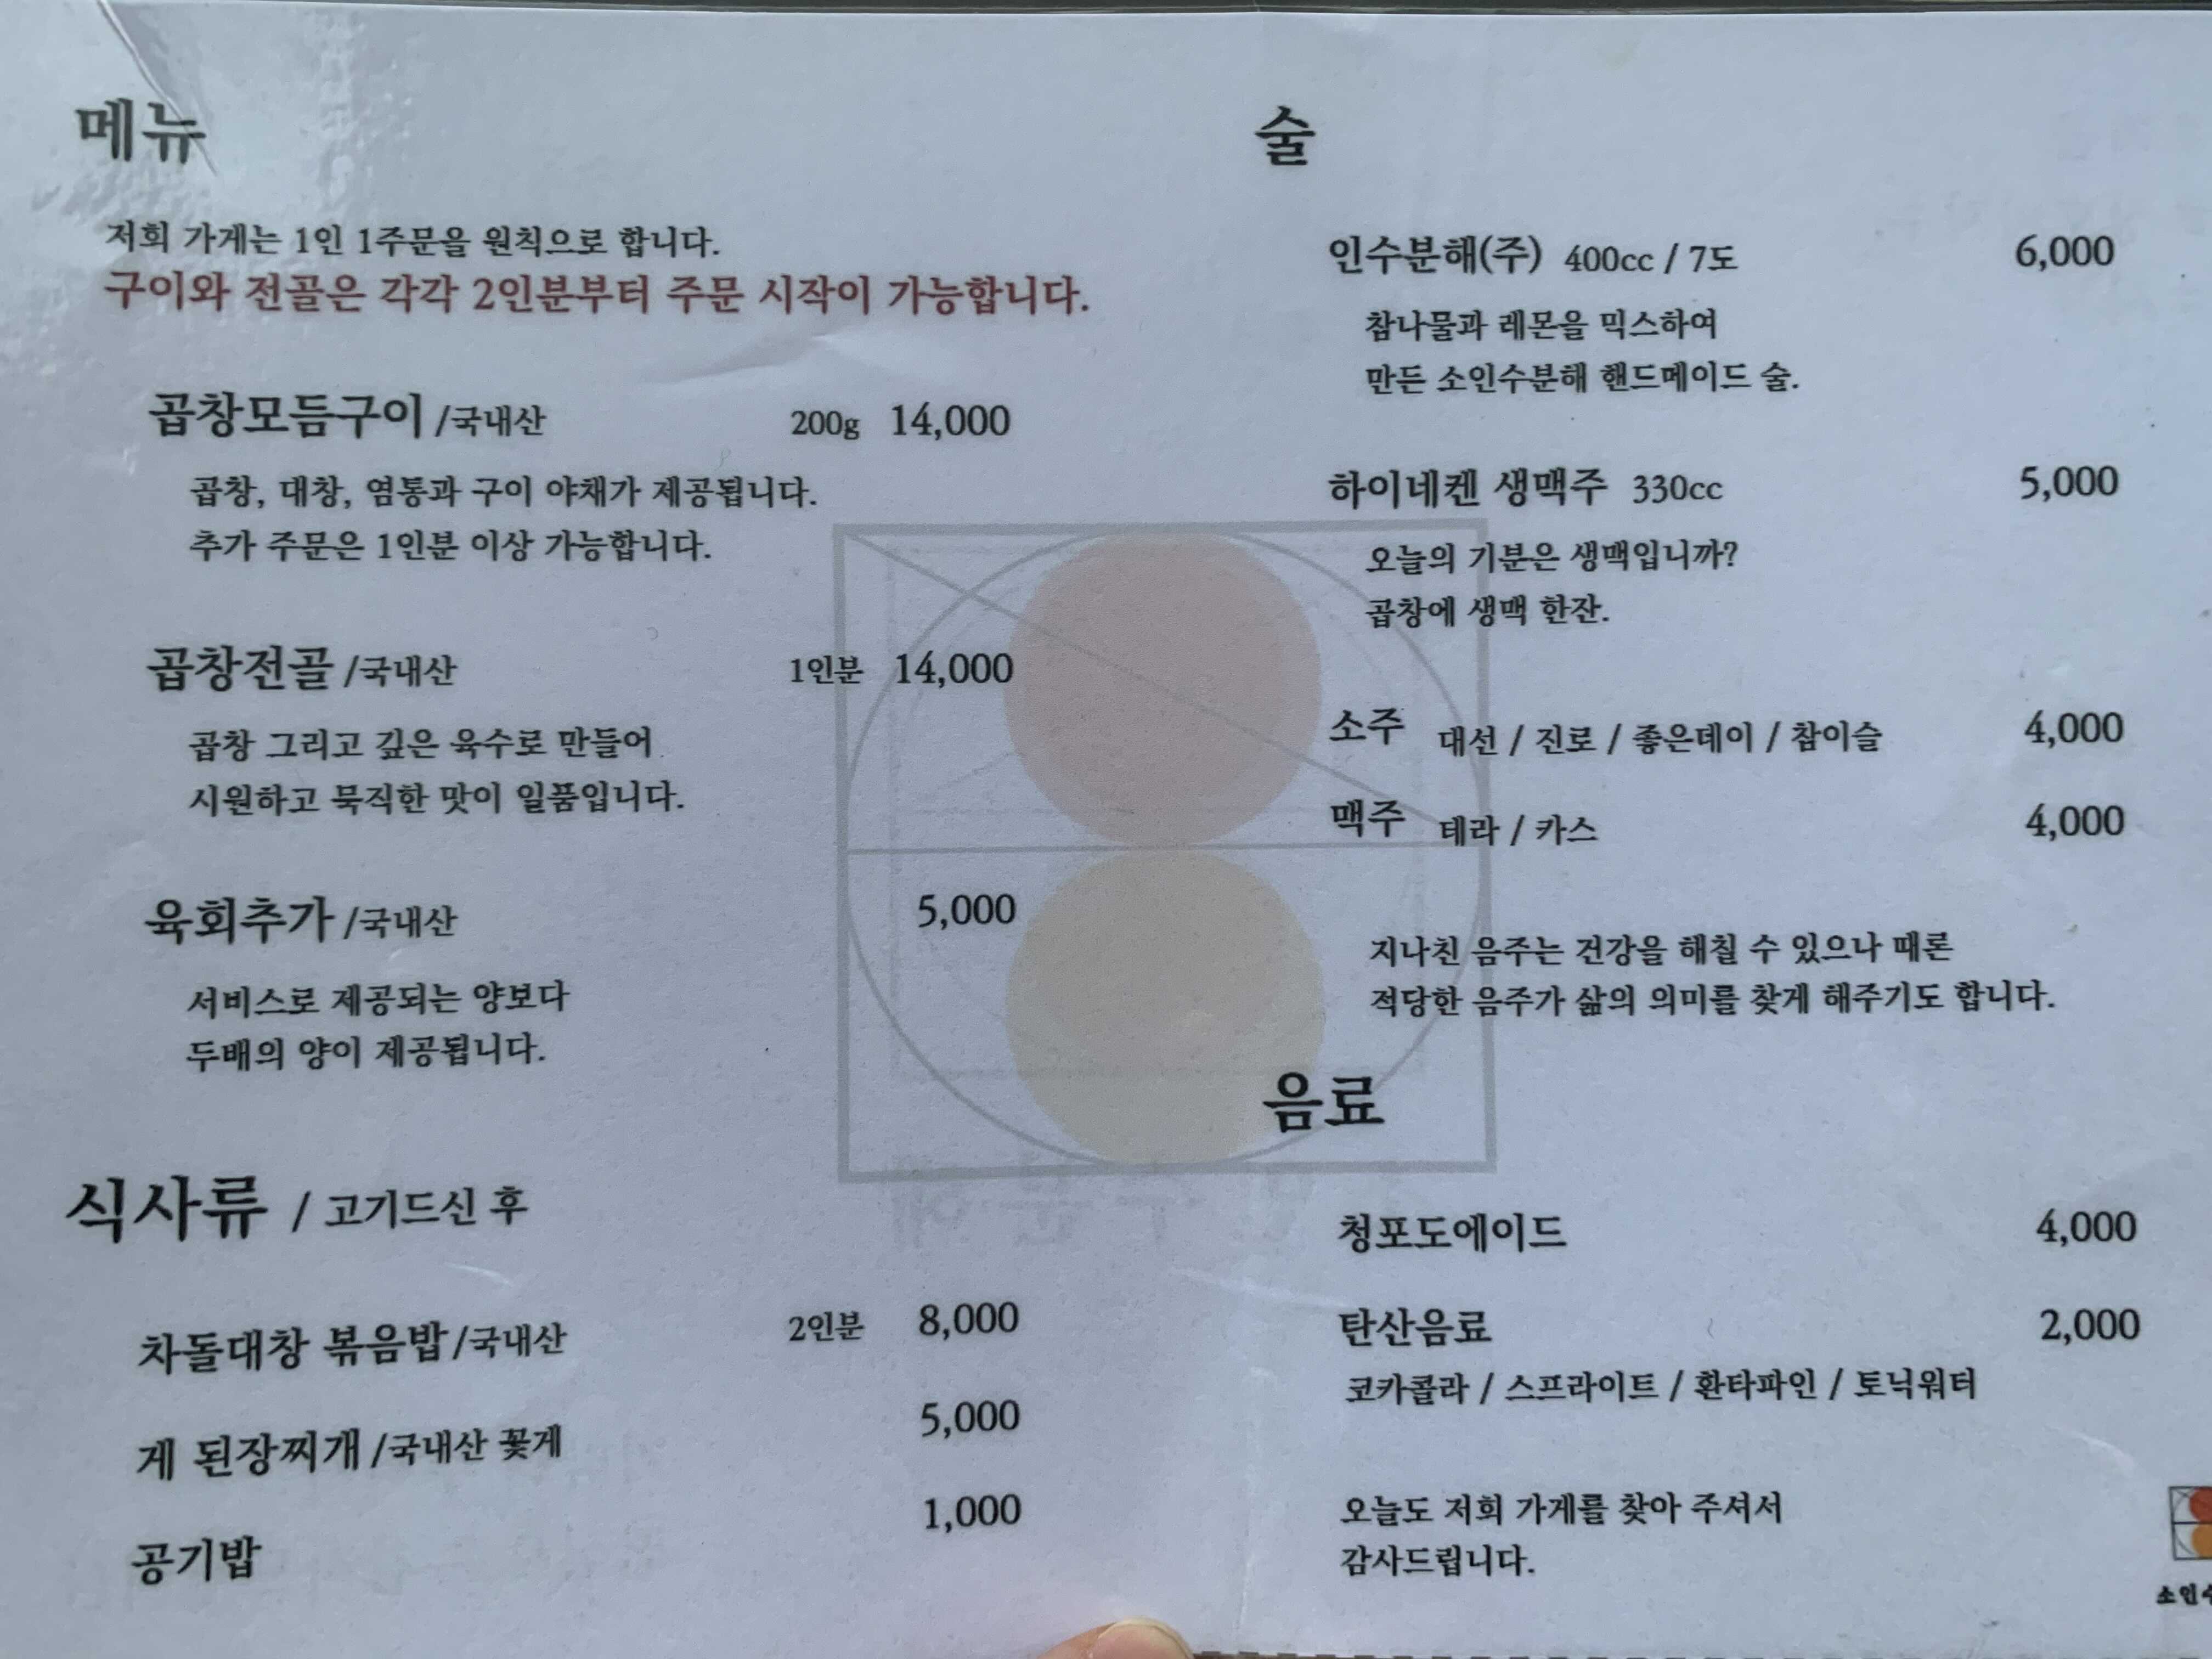 메뉴
저희 가게는 1인 1주문을 원칙으로 합니다.
구이와 전골은 각각 2인분부터 주문 시작이 가능합니다.
곱창모듬구이 /국내산 200g 14,000
곱창, 대창, 염통과 구이 야채가 제공됩니다.
추가 주문은 1인분 이상 가능합니다.
곱창전골 /국내산 1인분 14,000
곱창 그리고 깊은 육수로 만들어
시원하고 묵직한 맛이 일품입니다.
육회추가 /국내산 5,000
서비스로 제공되는 양보다
두배의 양이 제공됩니다.
식사류 / 고기드신 후
차돌대창 볶음밥/국내산 2인분 8,000
게 된장찌개 /국내산 꽃게 5,000
공기밥 1,000
술
인수분해(주) 400cc / 7도 6,000
참나물과 레몬을 믹스하여
만든 소인수분해 핸드메이드 술.
하이네켄 생맥주 330cc 5,000
오늘의 기분은 생맥입니까?
곱창에 생맥 한잔.
소주 대선 / 진로 / 좋은데이 / 참이슬 4,000
맥주 테라 / 카스 4,000
지나친 음주는 건강을 해칠 수 있으나 때론
적당한 음주가 삶의 의미를 찾게 해주기도 합니다.
음료
청포도에이드 4,000
탄산음료 2,000
코카콜라 / 스프라이트 / 환타파인 / 토닉워터
오늘도 저희 가게를 찾아 주셔서
감사드립니다.